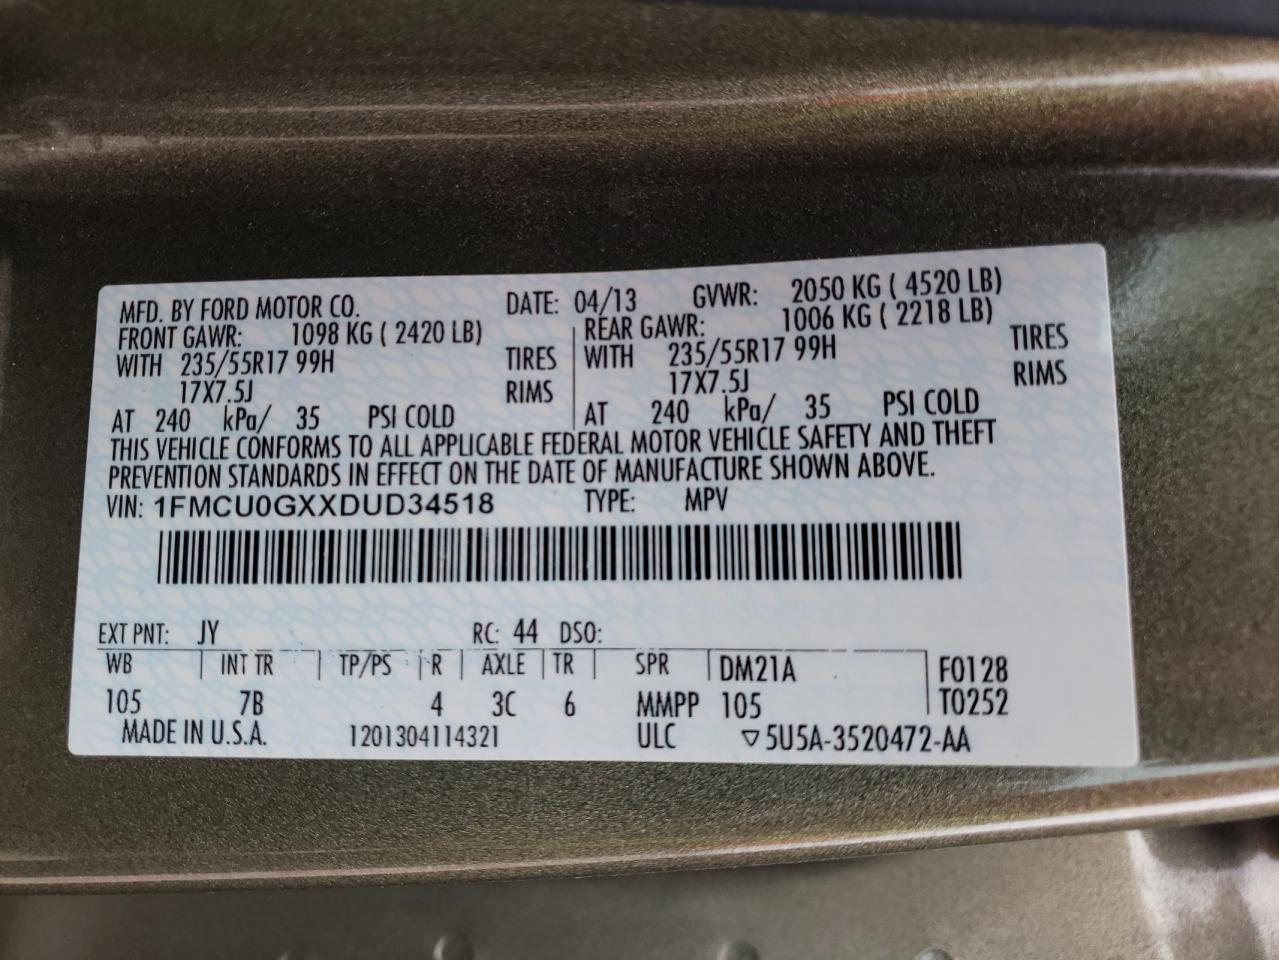 MFD. BY FORD MOTOR CO. DATE: 04/13 GVWR: 2050 KG ( 4520 LB)
FRONT GAWR: 1098 KG ( 2420 LB) REAR GAWR: 1006 KG ( 2218 LB)
WITH 235/55R17 99H TIRES WITH 235/55R17 99H TIRES
17X7.5J RIMS 17X7.5J RIMS
AT 240 kPa/ 35 PSI COLD AT 240 kPa/ 35 PSI COLD
THIS VEHICLE CONFORMS TO ALL APPLICABLE FEDERAL MOTOR VEHICLE SAFETY AND THEFT
PREVENTION STANDARDS IN EFFECT ON THE DATE OF MANUFACTURE SHOWN ABOVE.
VIN: 1FMCU0GXXDUD34518 TYPE: MPV
EXT PNT: JY RC: 44 DSO:
WB INT TR TP/PS R AXLE TR SPR DM21A F0128
105 7B 4 3C 6 MMPP 105 T0252
MADE IN U.S.A. 1201304114321 ULC ▽5U5A-3520472-AA